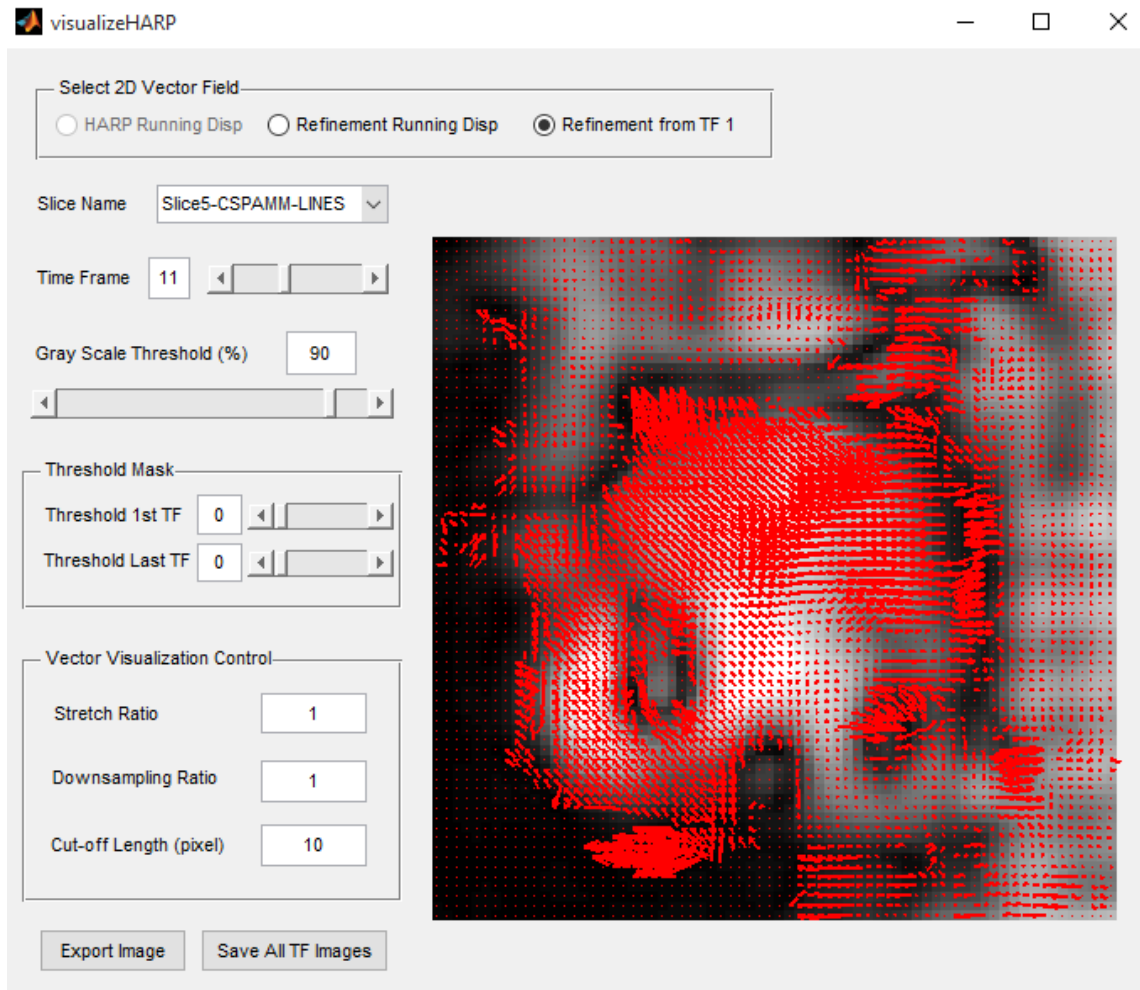 visualizeHARP
Select 2D Vector Field
HARP Running Disp Refinement Running Disp Refinement from TF 1
Slice Name Slice5-CSPAMM-LINES
Time Frame 11
Gray Scale Threshold (%) 90
Threshold Mask
Threshold 1st TF 0
Threshold Last TF 0
Vector Visualization Control
Stretch Ratio 1
Downsampling Ratio 1
Cut-off Length (pixel) 10
Export Image Save All TF Images